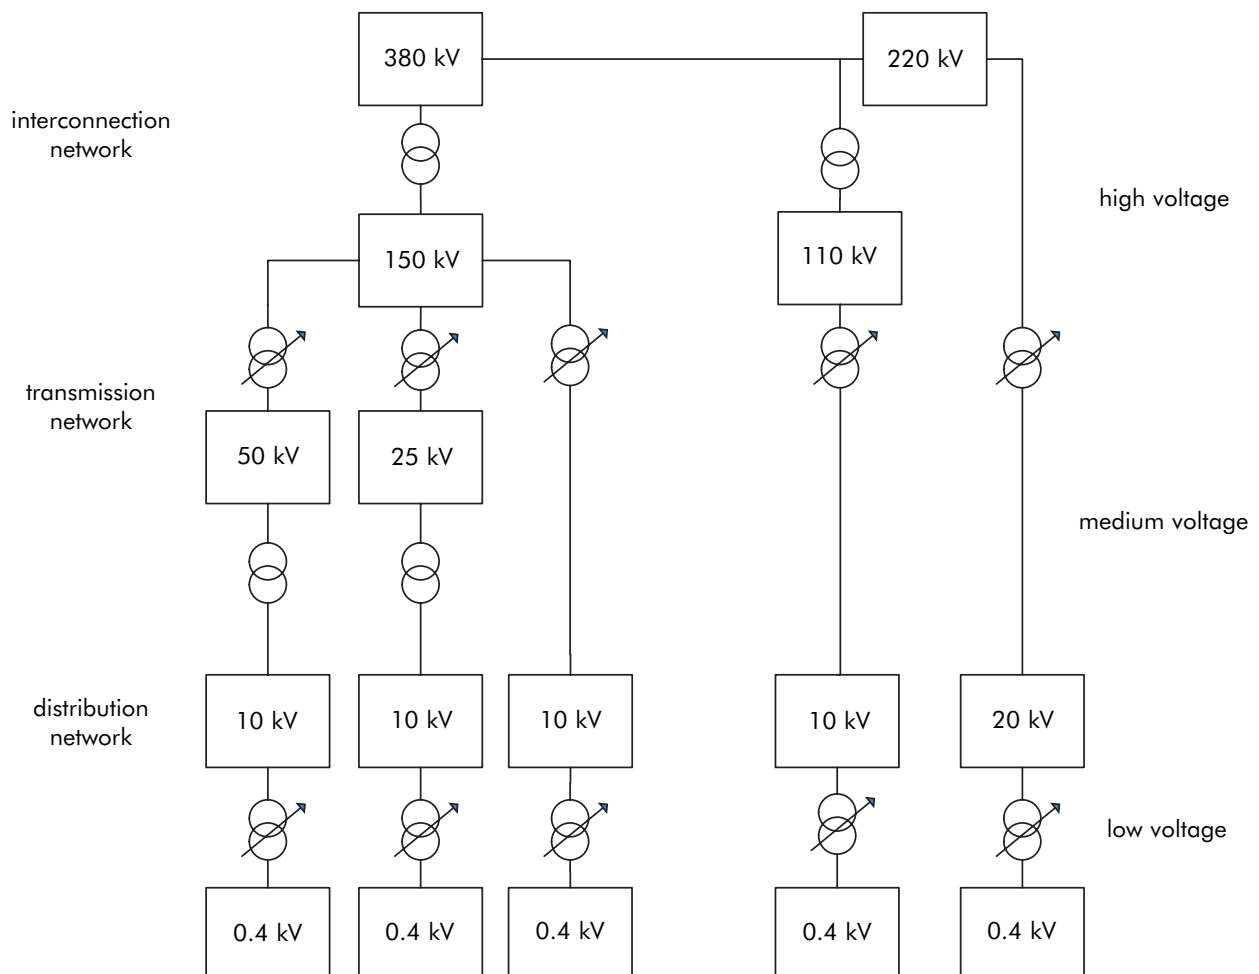 380 kV
220 kV
interconnection
network
high voltage
150 kV
110 kV
transmission
network
50 kV
25 kV
medium voltage
distribution
network
10 kV
10 kV
10 kV
10 kV
20 kV
low voltage
0.4 kV
0.4 kV
0.4 kV
0.4 kV
0.4 kV